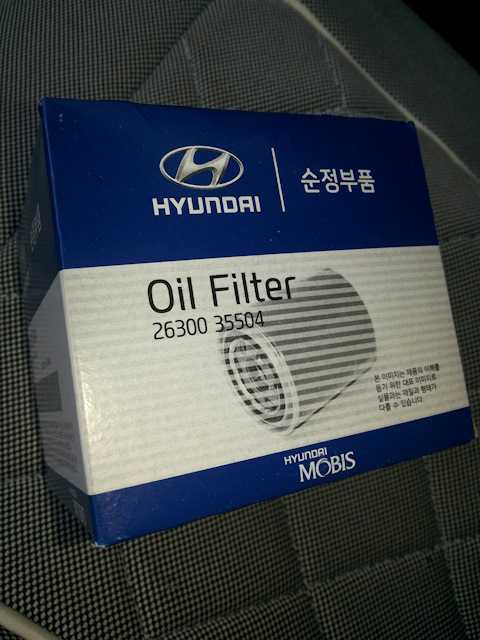 HYUNDAI
순정부품
Oil Filter
26300 35504
본 이미지는 제품의 이해를
돕기 위한 대표 이미지로
실물과는 재질과 형태가
다를 수 있습니다.
HYUNDAI
MOBIS